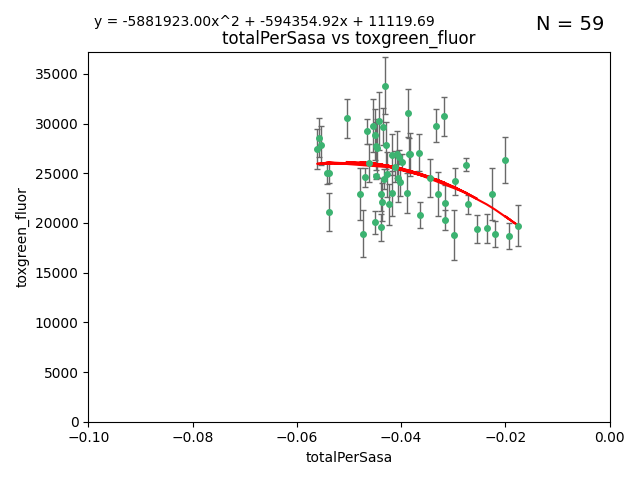 y = -5881923.00x^2 + -594354.92x + 11119.69
N = 59
totalPerSasa vs toxgreen_fluor
35000
30000
25000
20000
15000
10000
5000
0
toxgreen_fluor
−0.10
−0.08
−0.06
−0.04
−0.02
0.00
totalPerSasa